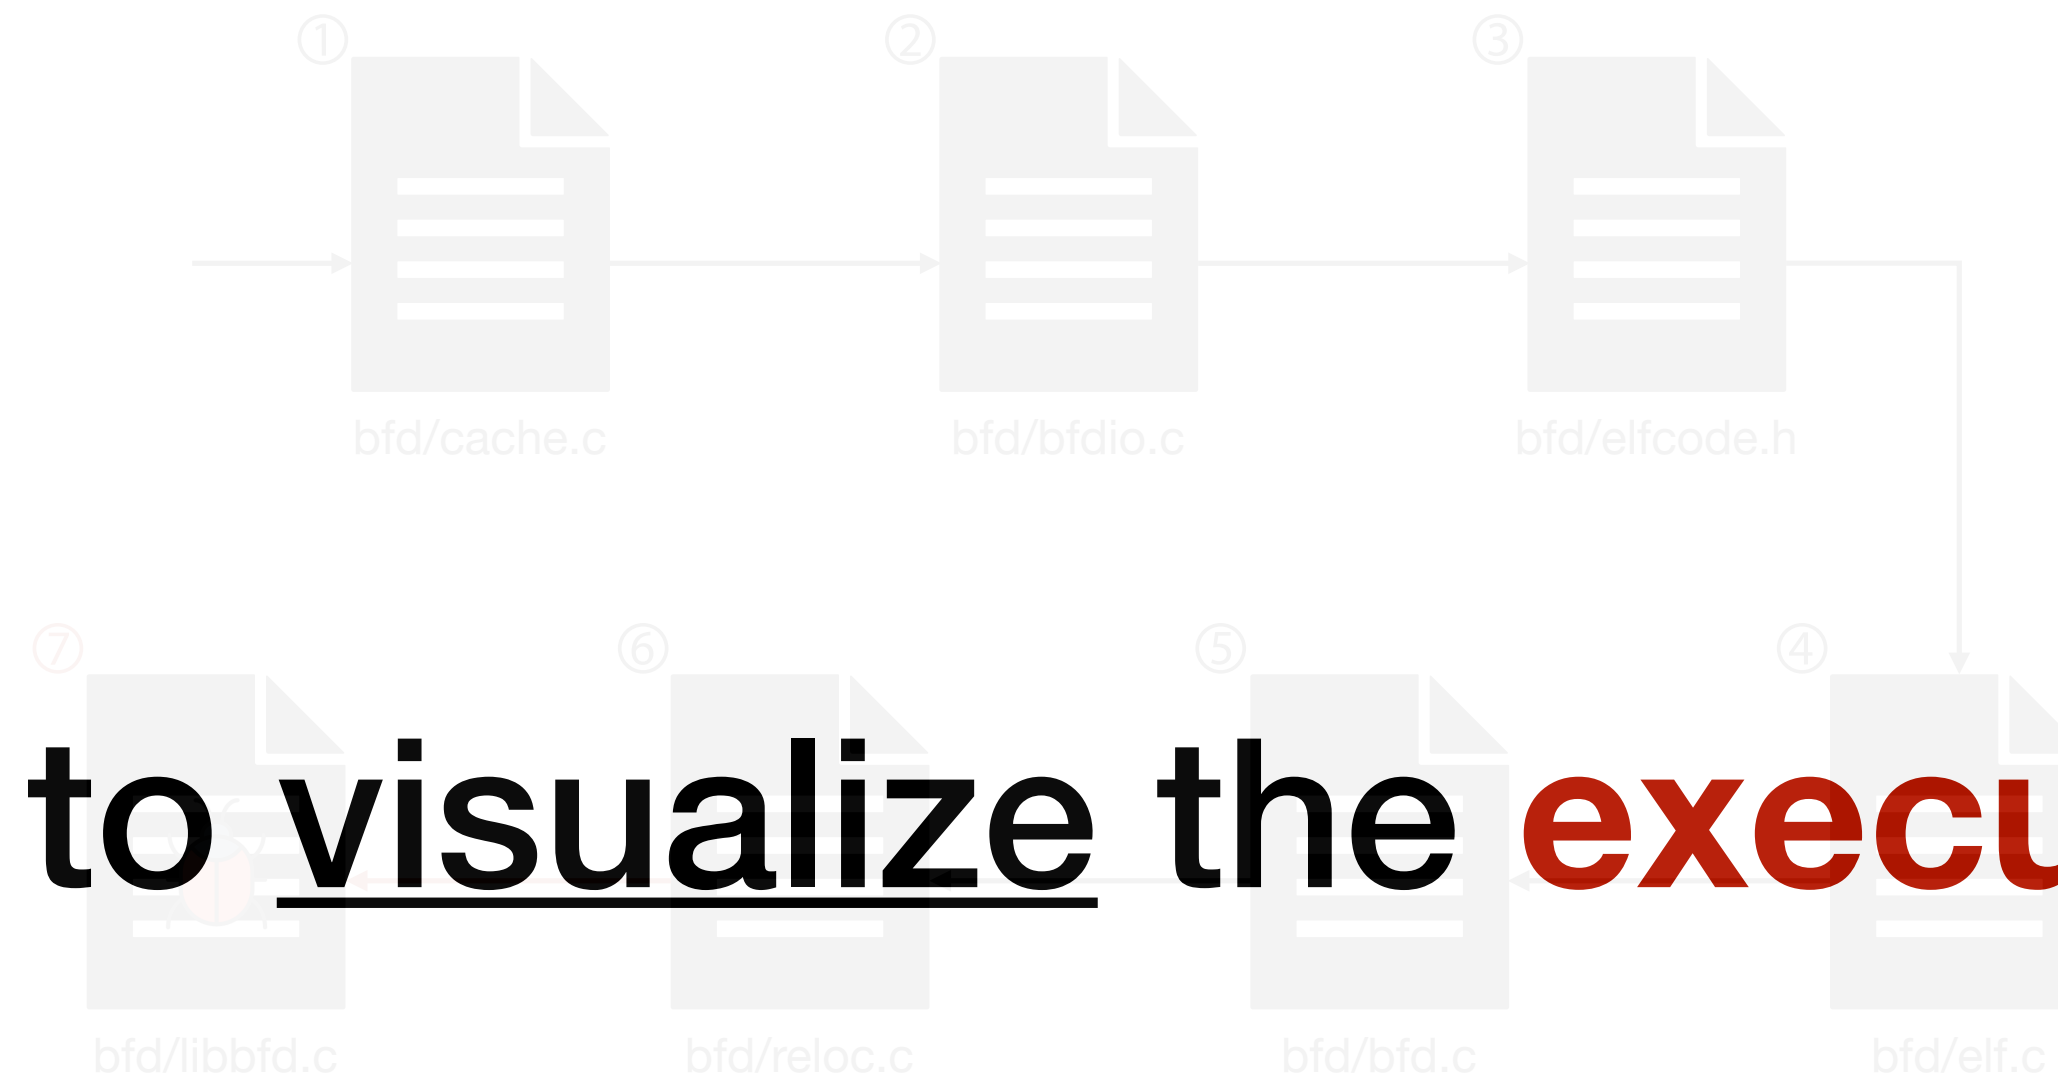 ① ② ③
bfd/cache.c bfd/bfdio.c bfd/elfcode.h
⑦ ⑥ ⑤ ④
to visualize the execu
bfd/libbfd.c bfd/reloc.c bfd/bfd.c bfd/elf.c